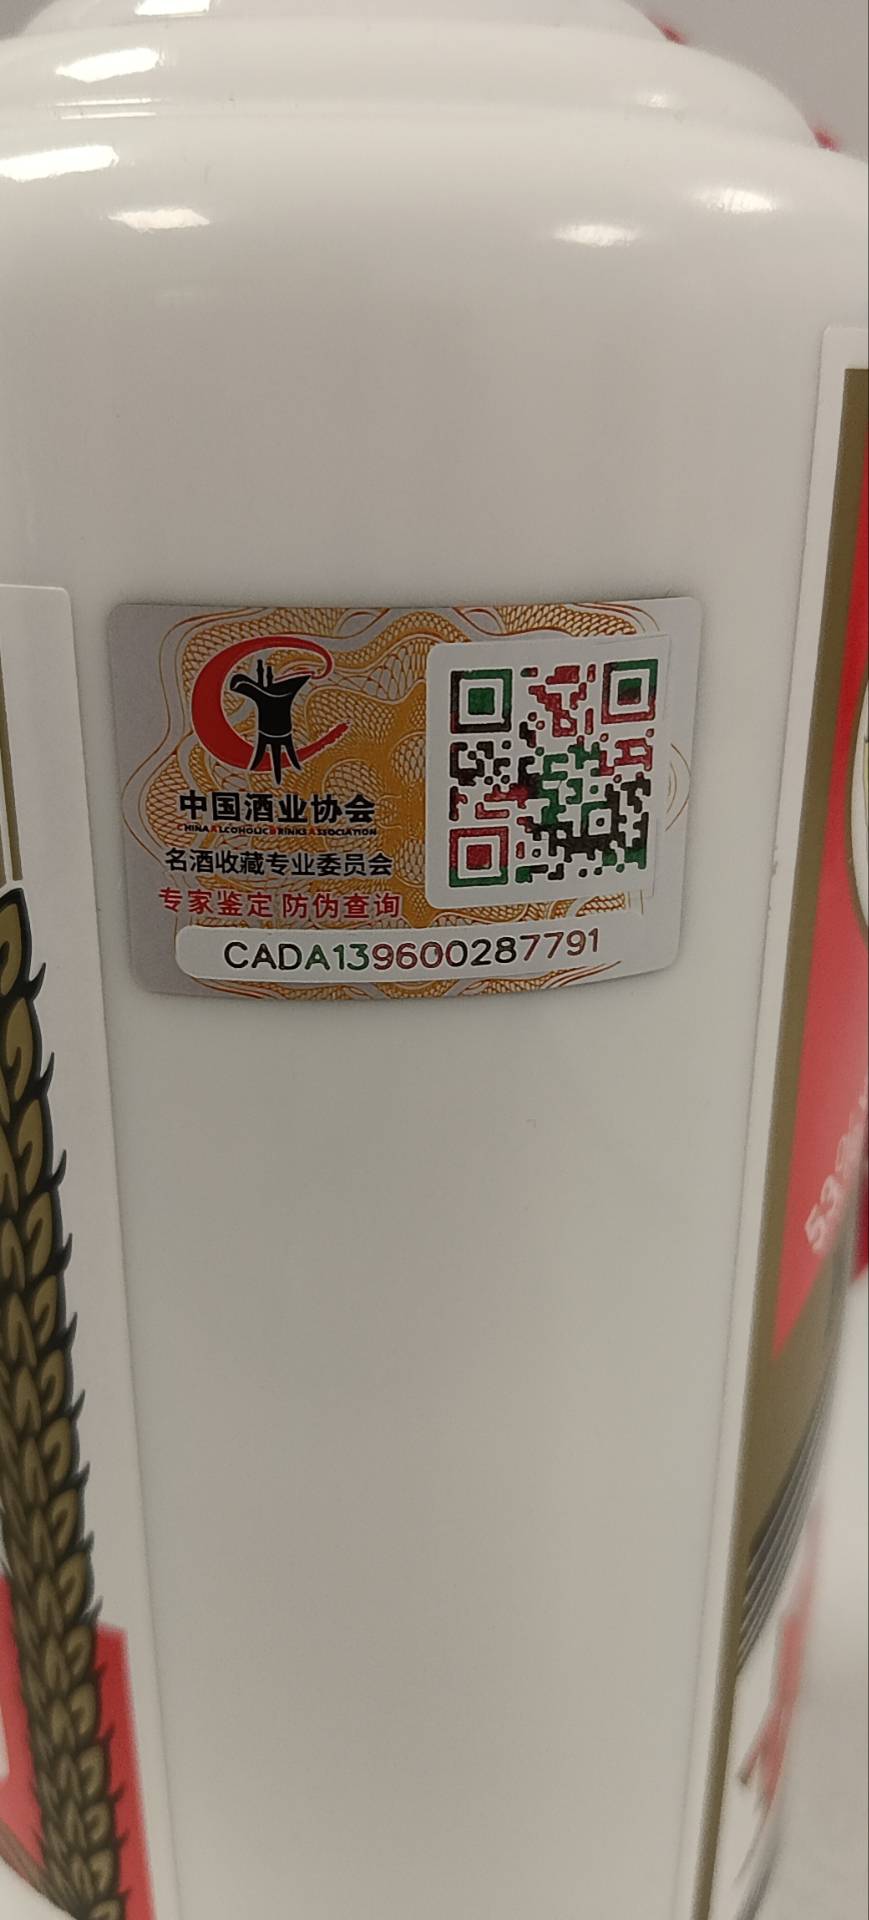 中国酒业协会
CHINA ALCOHOLIC DRINKS ASSOCIATION
名酒收藏专业委员会
专家鉴定 防伪查询
CADA139600287791
53%